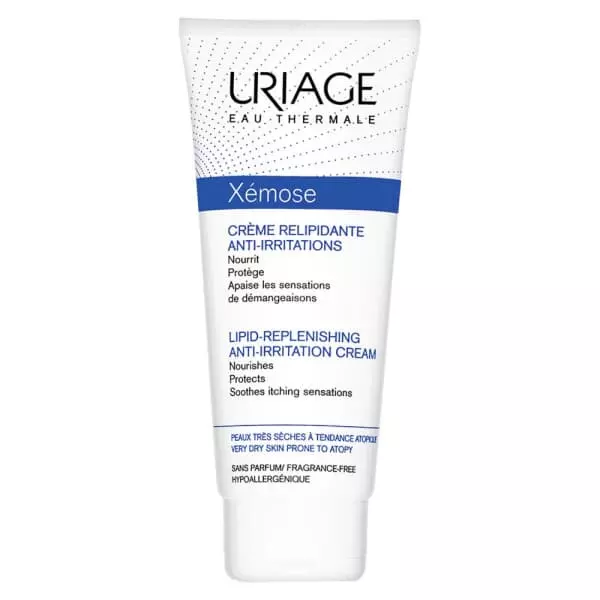 URIAGE
EAU THERMALE
Xémose
CRÈME RELIPIDANTE
ANTI-IRRITATIONS
Nourrit
Protège
Apaise les sensations
de démangeaisons
LIPID-REPLENISHING
ANTI-IRRITATION CREAM
Nourishes
Protects
Soothes itching sensations
PEAUX TRÈS SÈCHES À TENDANCE ATOPIQUE
VERY DRY SKIN PRONE TO ATOPY
SANS PARFUM/ FRAGRANCE-FREE
HYPOALLERGÉNIQUE